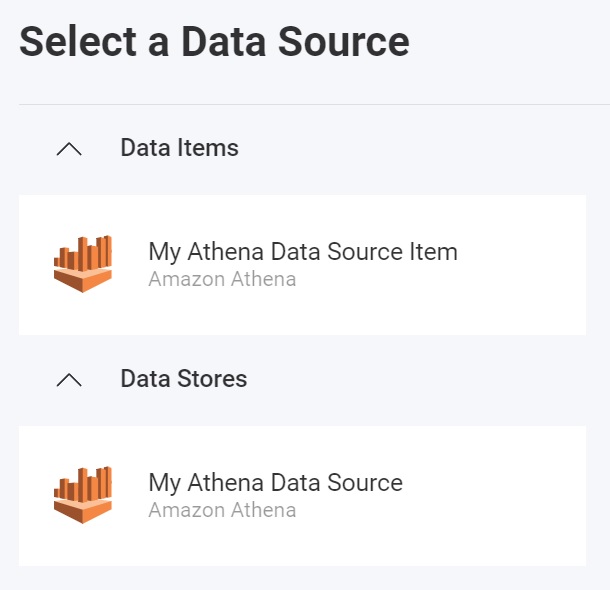 Select a Data Source
Data Items
My Athena Data Source Item
Amazon Athena
Data Stores
My Athena Data Source
Amazon Athena